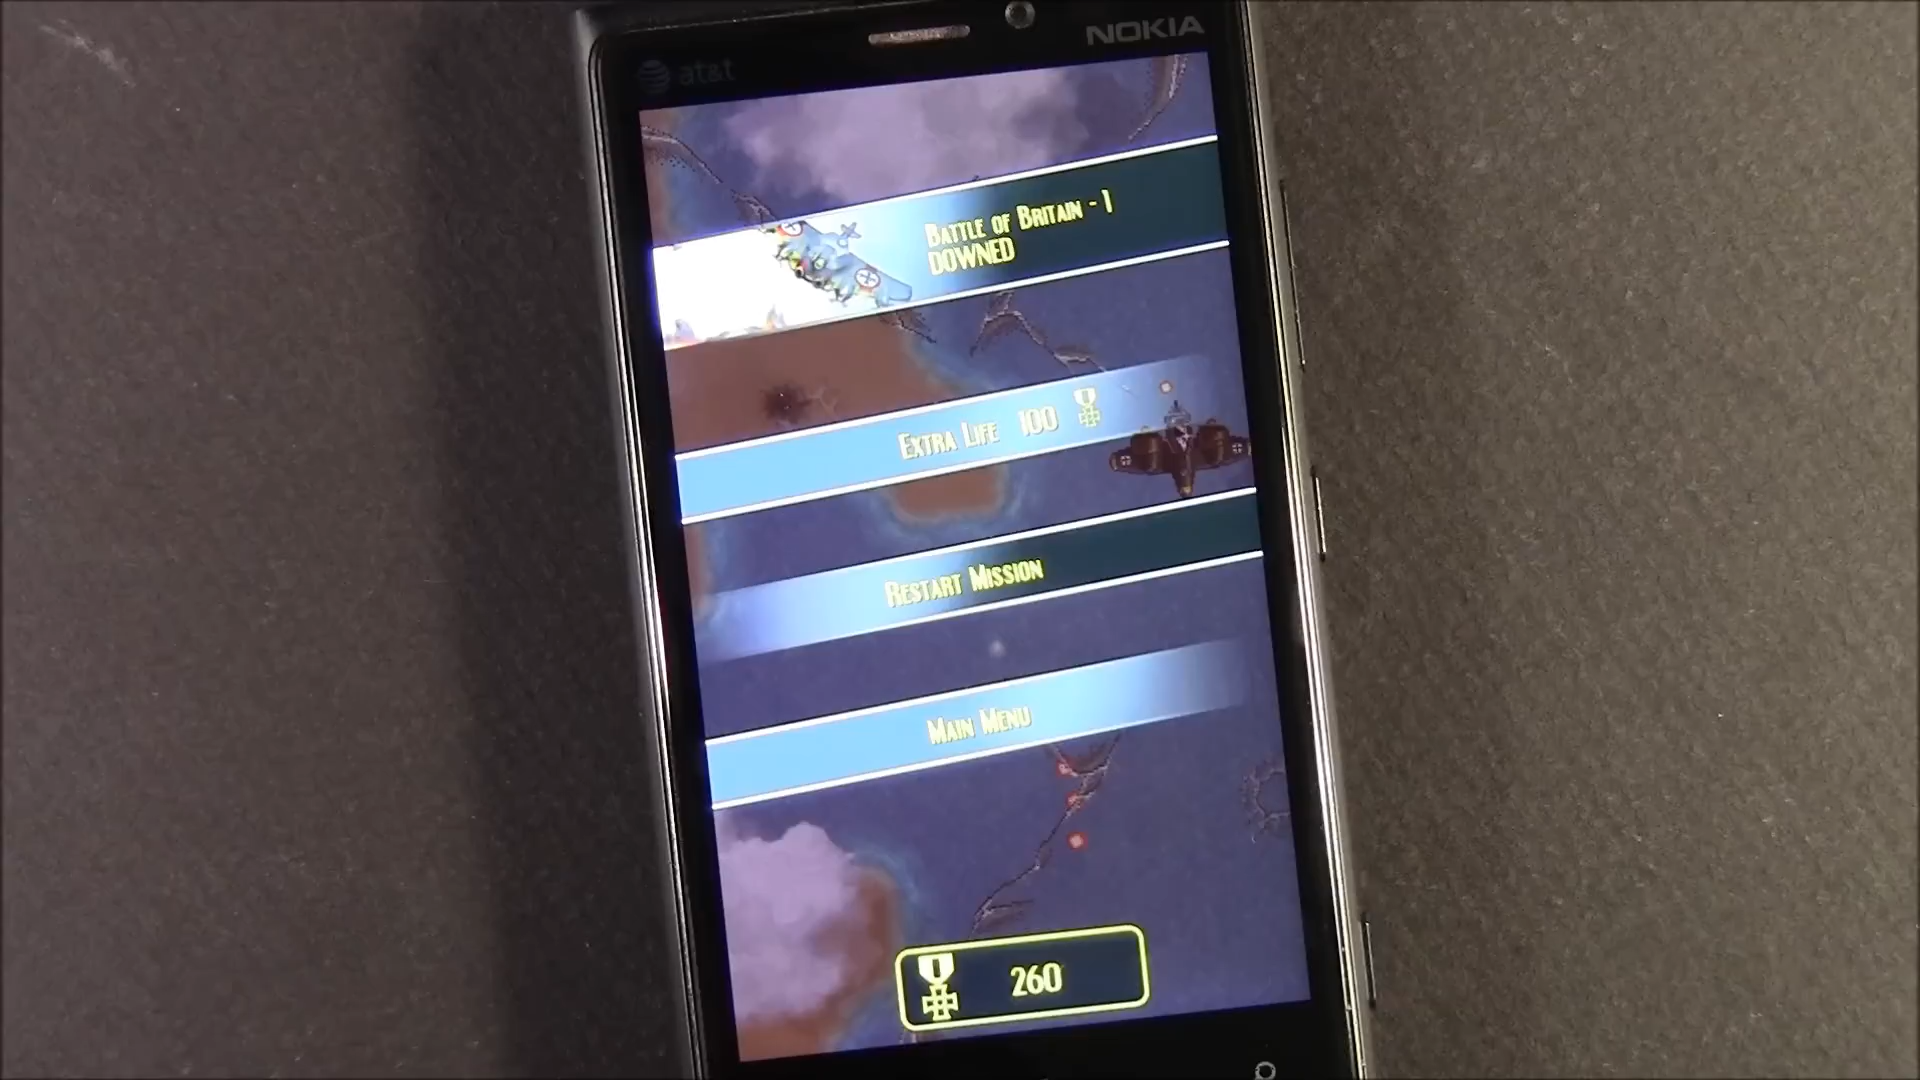 NOKIA
at&t
Battle of Britain - 1
DOWNED
Extra Life 100
Restart Mission
Main Menu
260